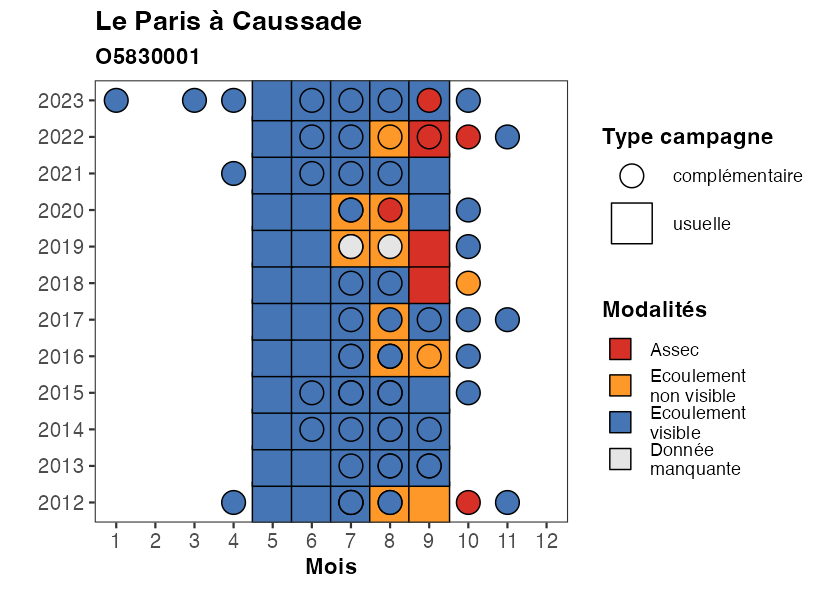 Le Paris à Caussade
O5830001
2023
2022
2021
2020
2019
2018
2017
2016
2015
2014
2013
2012
1 2 3 4 5 6 7 8 9 10 11 12
Mois
Type campagne
complémentaire
usuelle
Modalités
Assec
Ecoulement
non visible
Ecoulement
visible
Donnée
manquante